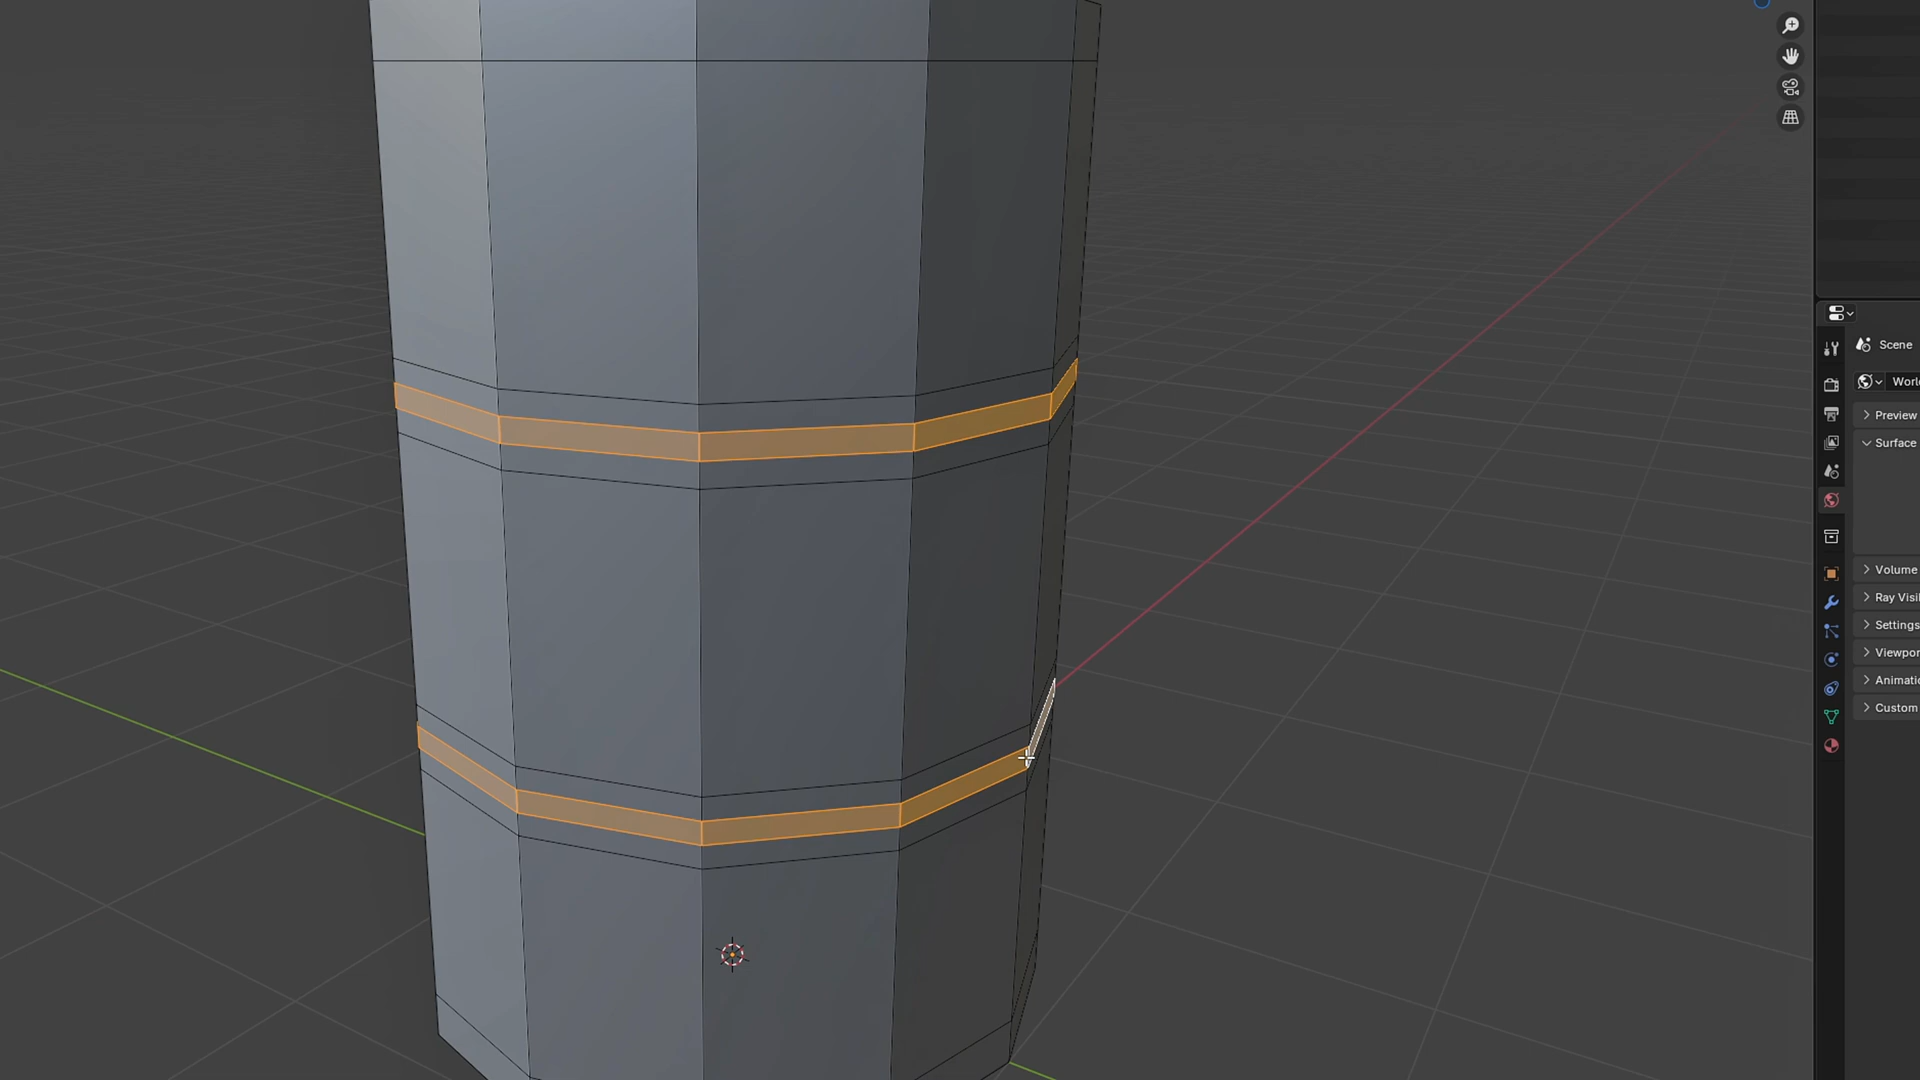 Scene
Worl
Preview
Surface
Volume
Ray Visi
Settings
Viewpor
Animatic
Custom